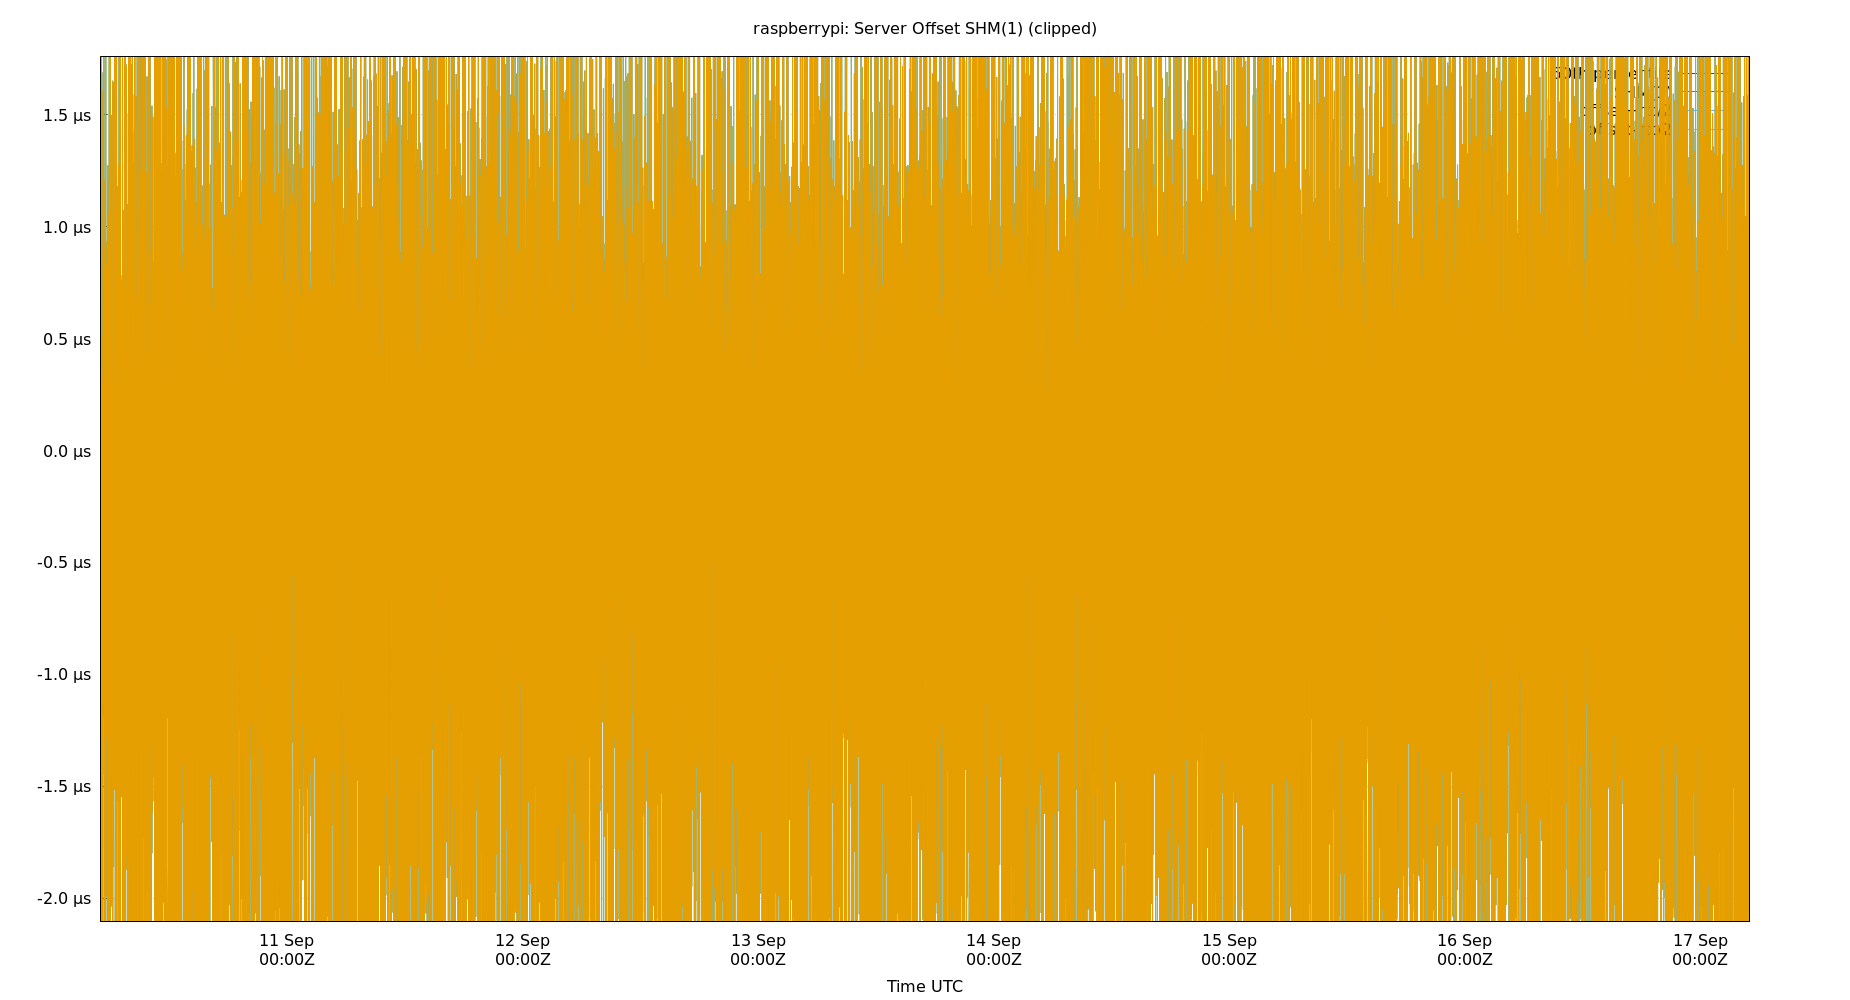 raspberrypi: Server Offset SHM(1) (clipped)
1.5 µs
1.0 µs
0.5 µs
0.0 µs
-0.5 µs
-1.0 µs
-1.5 µs
-2.0 µs
11 Sep 12 Sep 13 Sep 14 Sep 15 Sep 16 Sep 17 Sep
00:00Z 00:00Z 00:00Z 00:00Z 00:00Z 00:00Z 00:00Z
Time UTC